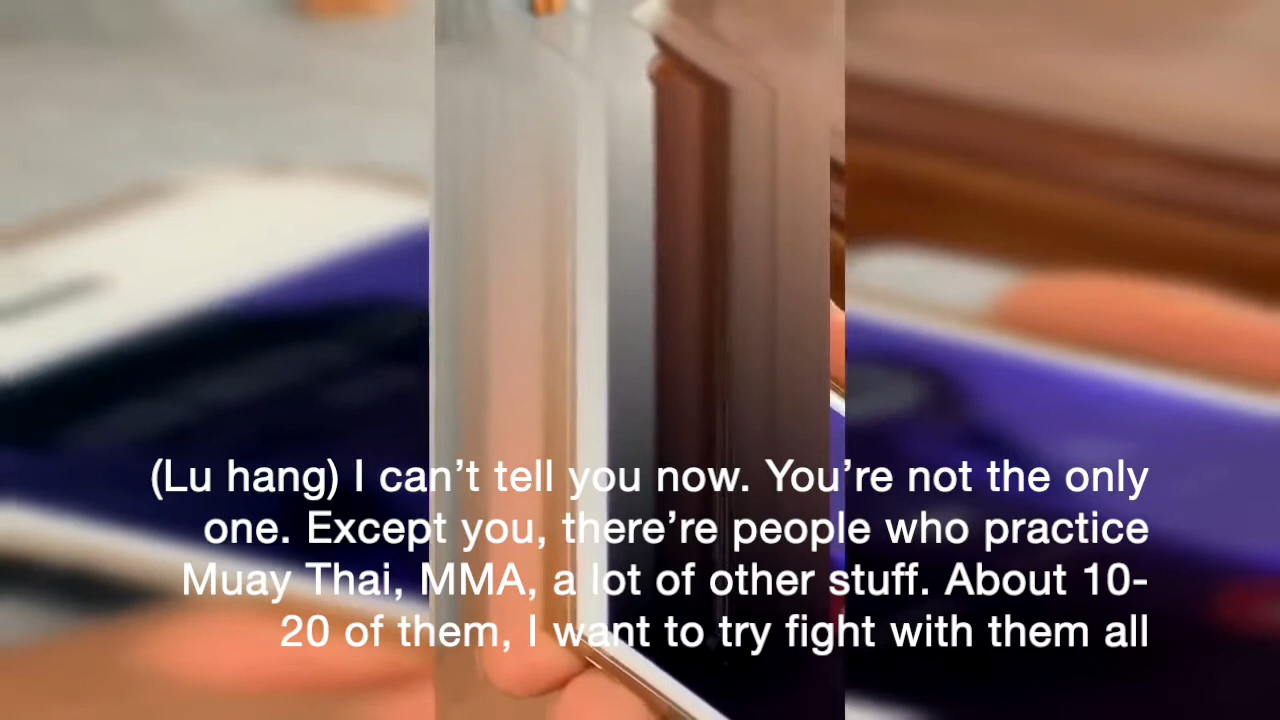 (Lu hang) I can’t tell you now. You’re not the only
one. Except you, there’re people who practice
Muay Thai, MMA, a lot of other stuff. About 10-
20 of them, I want to try fight with them all